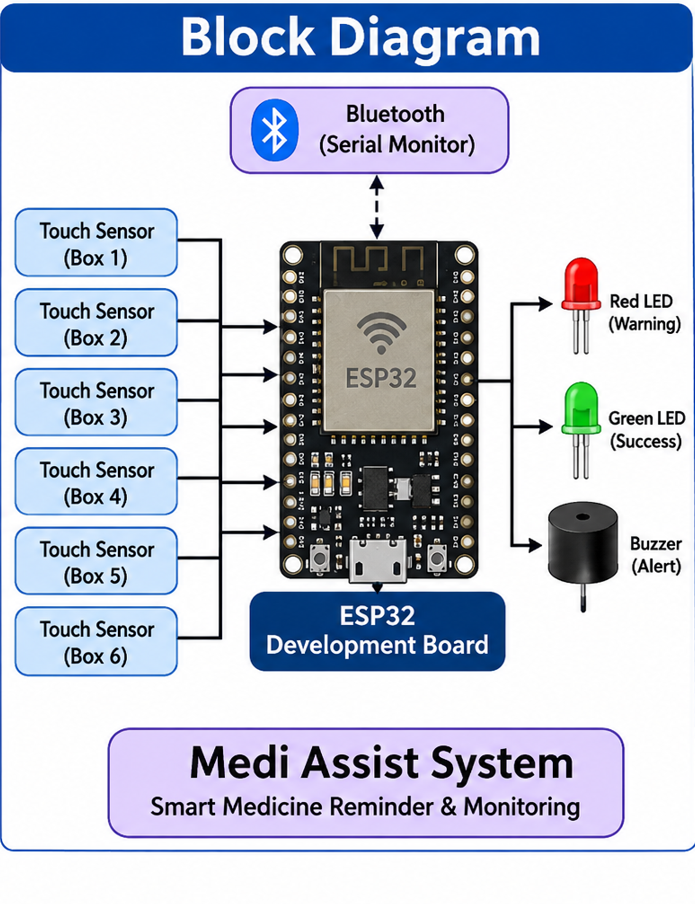 Block Diagram
Bluetooth
(Serial Monitor)
Touch Sensor
(Box 1)
Touch Sensor
(Box 2)
Touch Sensor
(Box 3)
Touch Sensor
(Box 4)
Touch Sensor
(Box 5)
Touch Sensor
(Box 6)
ESP32
Red LED
(Warning)
Green LED
(Success)
Buzzer
(Alert)
ESP32
Development Board
Medi Assist System
Smart Medicine Reminder & Monitoring